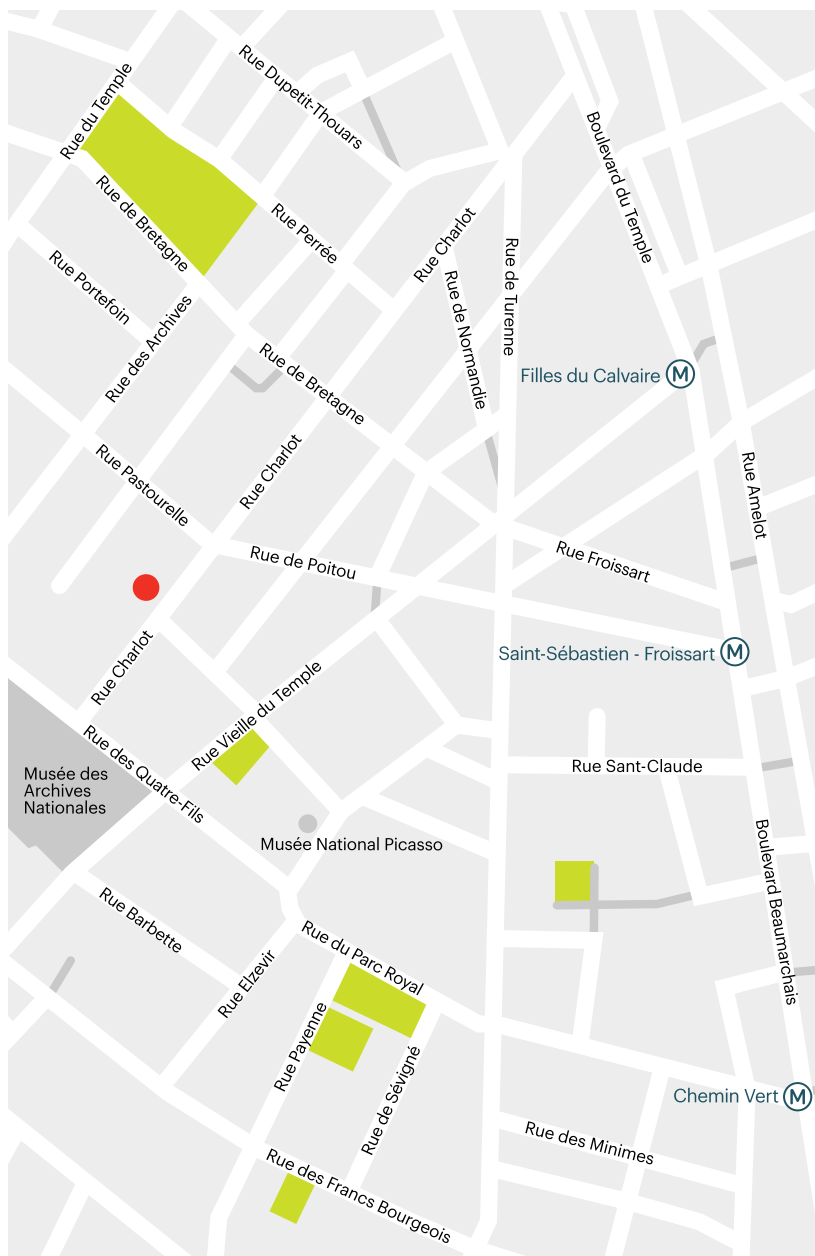 Rue Dupetit-Thouars
Rue du Temple
Boulevard du Temple
Rue de Bretagne
Rue Perrée
Rue Charlot
Rue Portefoin
Rue de Turenne
Rue de Normandie
Rue des Archives
Rue de Bretagne
Filles du Calvaire
M
Rue Charlot
Rue Pastourelle
Rue Amelot
Rue de Poitou
Rue Froissart
Saint-Sébastien - Froissart
M
Rue Charlot
Rue Vieille du Temple
Rue des Quatre-Fils
Rue Sant-Claude
Musée des
Archives
Nationales
Musée National Picasso
Boulevard Beaumarchais
Rue Barbette
Rue du Parc Royal
Rue Elzevir
Rue Payenne
Rue de Sévigné
Chemin Vert
M
Rue des Minimes
Rue des Francs Bourgeois